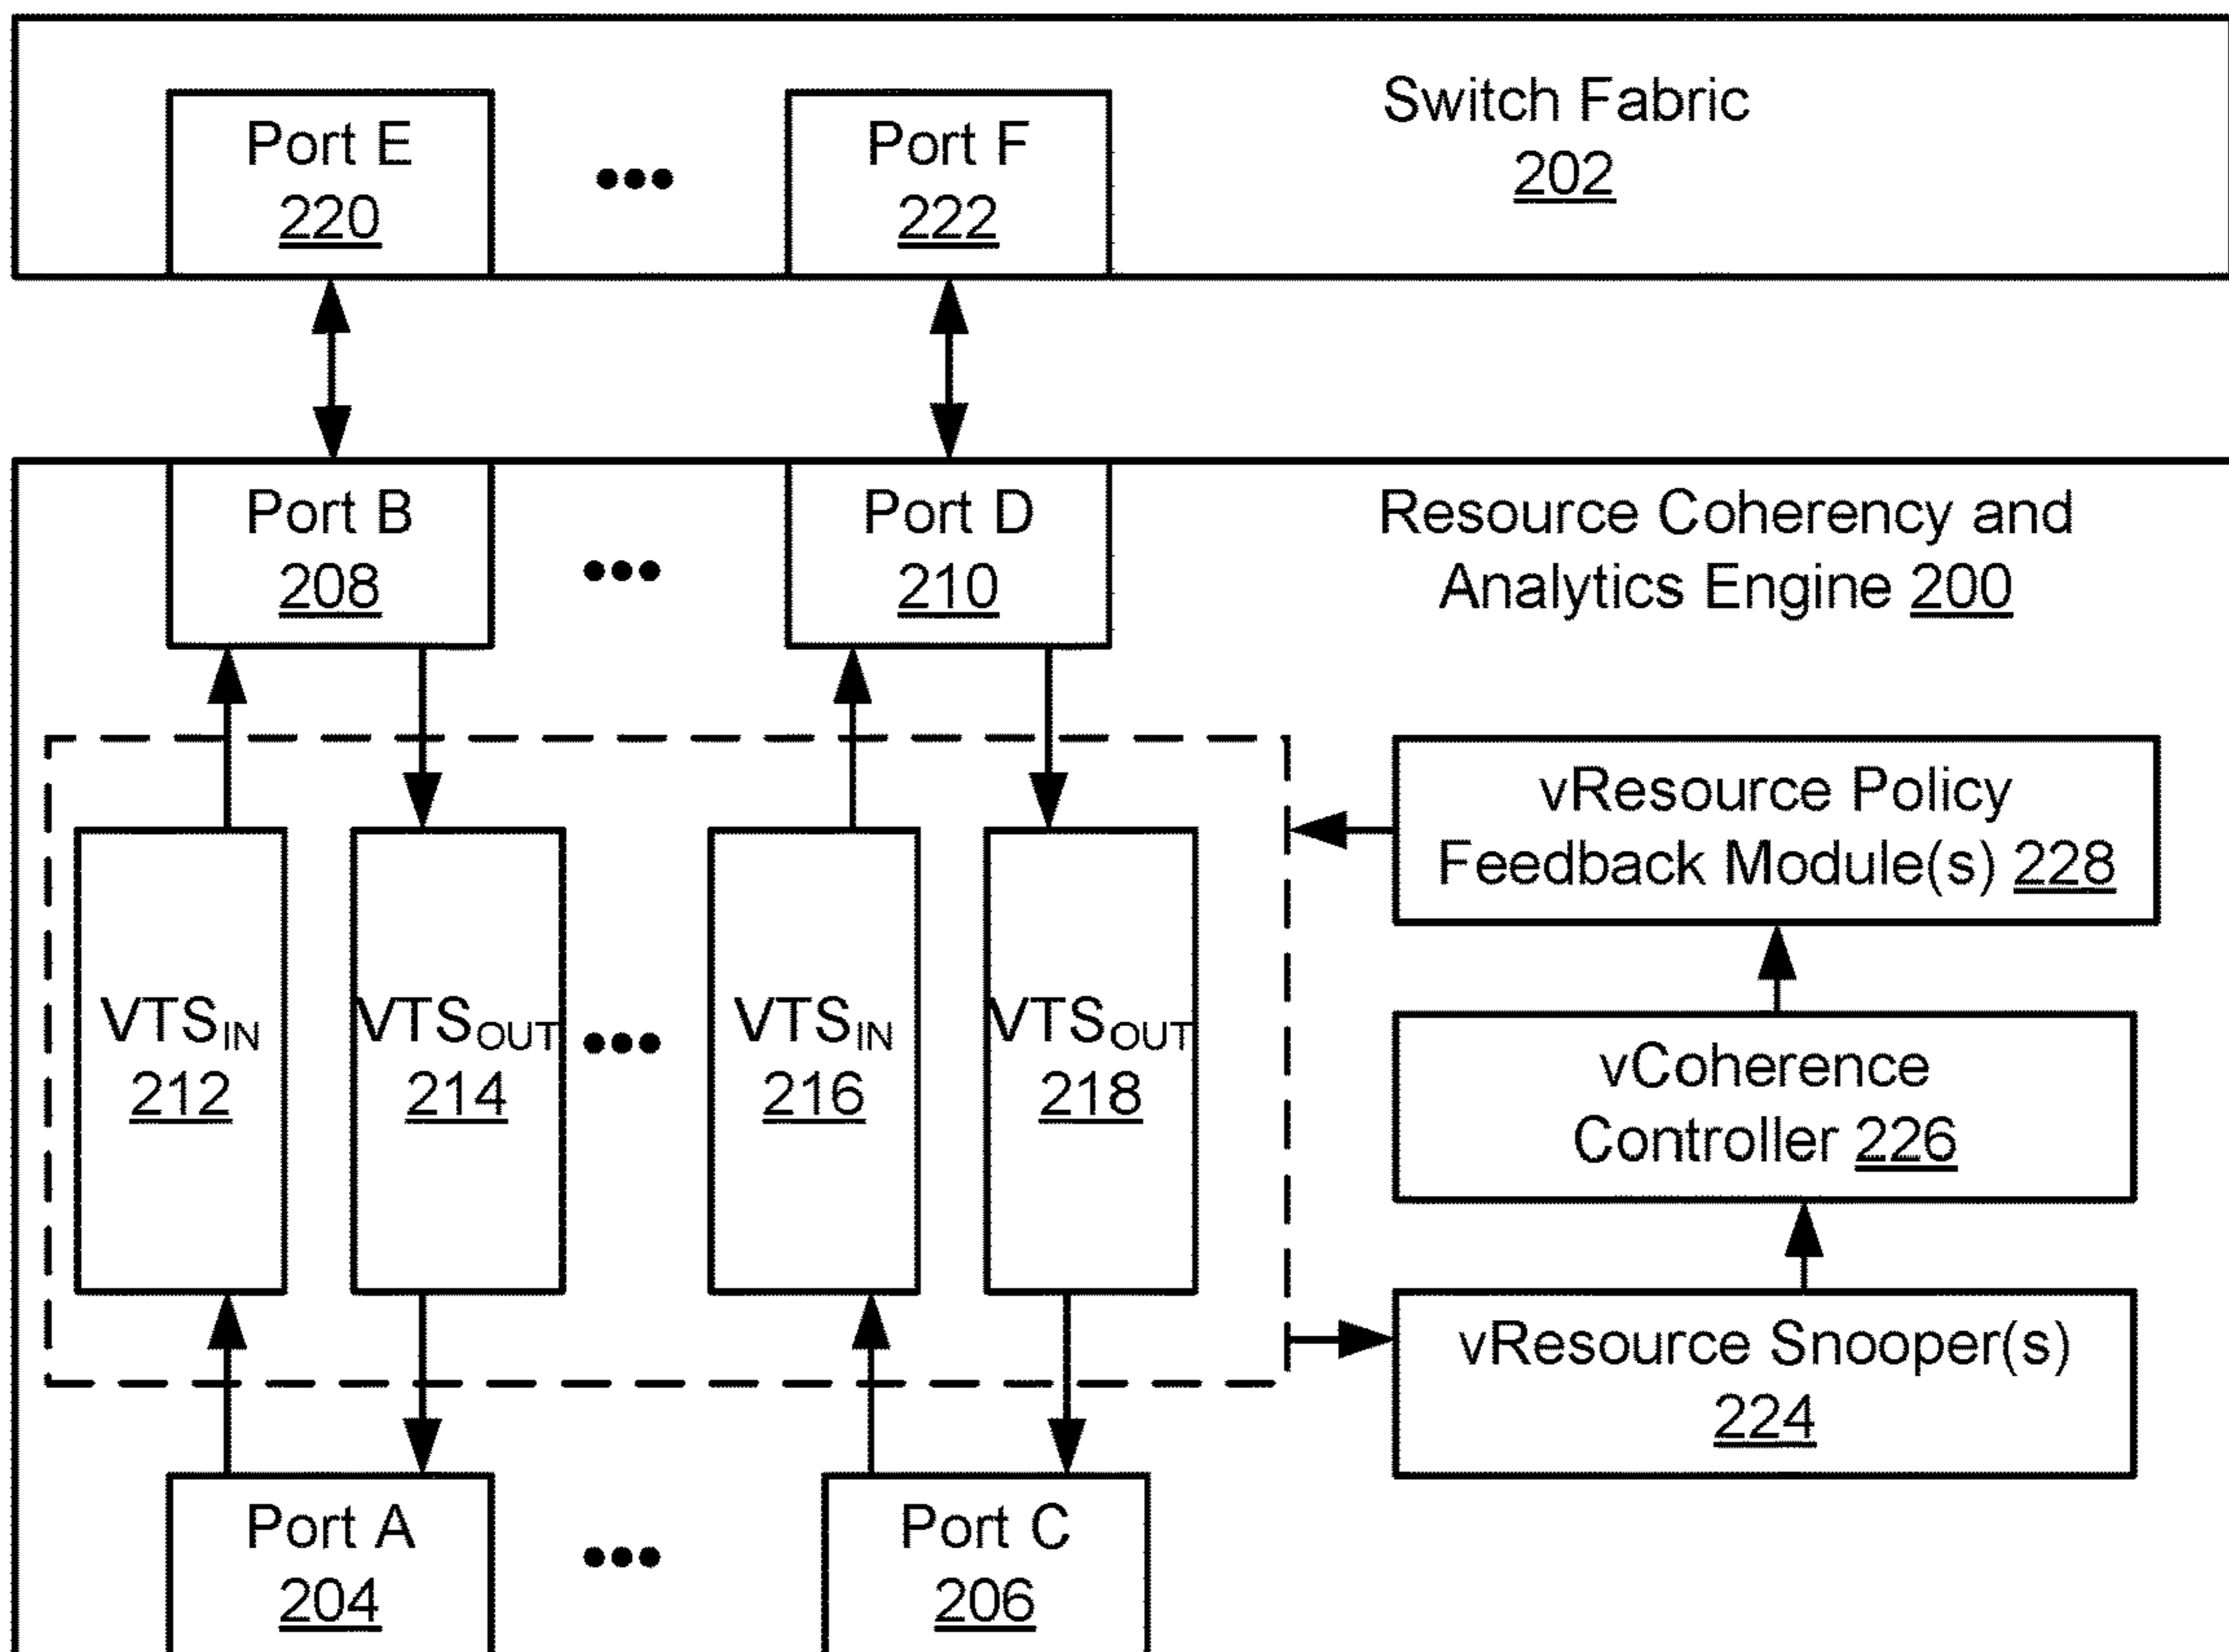 Switch Fabric
202
Port E
220
•••
Port F
222
Port B
208
•••
Port D
210
Resource Coherency and
Analytics Engine 200
vResource Policy
Feedback Module(s) 228
VTSIN
212
VTSOUT
214
•••
VTSIN
216
VTSOUT
218
vCoherence
Controller 226
vResource Snooper(s)
224
Port A
204
•••
Port C
206